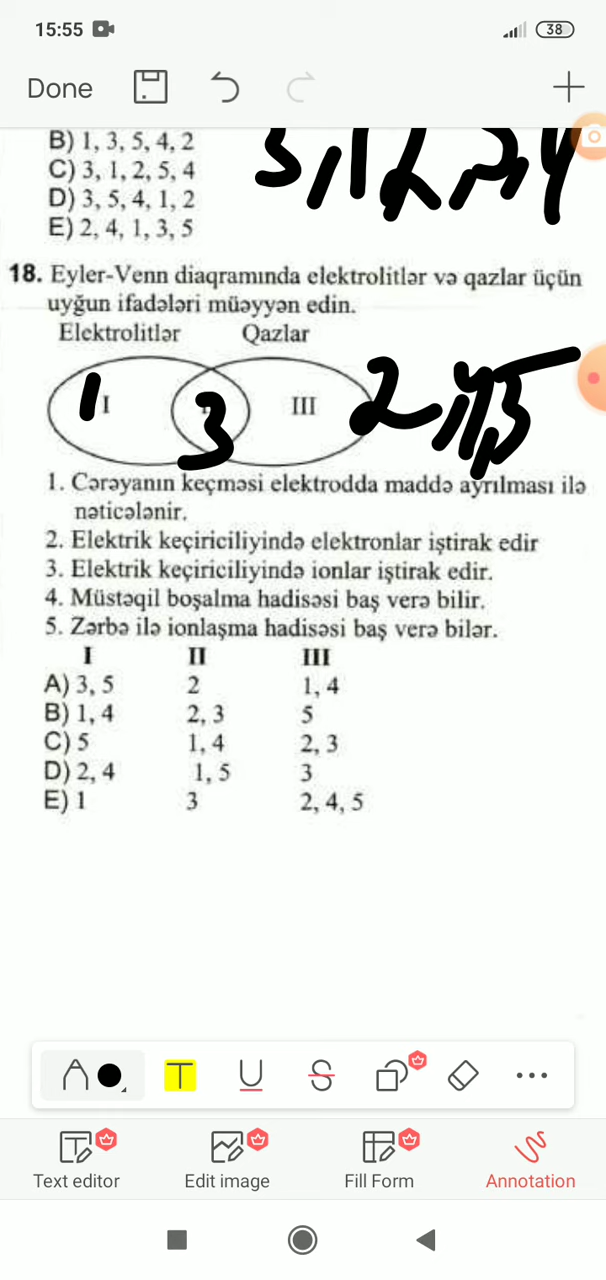 15:55
38
Done
B) 1, 3, 5, 4, 2
C) 3, 1, 2, 5, 4
D) 3, 5, 4, 1, 2
E) 2, 4, 1, 3, 5
18. Eyler-Venn diaqramında elektrolitlər və qazlar üçün
uyğun ifadələri müəyyən edin.
Elektrolitlər Qazlar
1 I 3 III 2,4,5
1. Cərəyanın keçməsi elektrodda maddə ayrılması ilə
nəticələnir.
2. Elektrik keçiriciliyində elektronlar iştirak edir
3. Elektrik keçiriciliyində ionlar iştirak edir.
4. Müstəqil boşalma hadisəsi baş verə bilir.
5. Zərbə ilə ionlaşma hadisəsi baş verə bilər.
I II III
A) 3, 5 2 1, 4
B) 1, 4 2, 3 5
C) 5 1, 4 2, 3
D) 2, 4 1, 5 3
E) 1 3 2, 4, 5
T U S
Text editor Edit image Fill Form Annotation